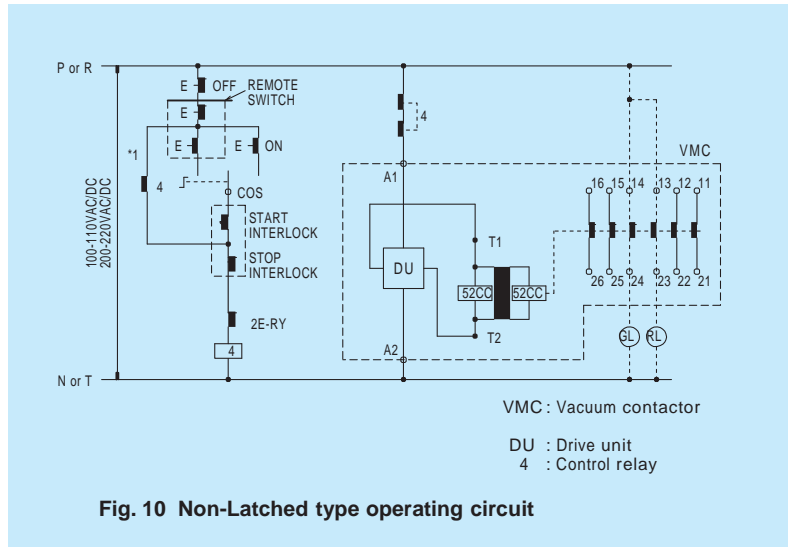 P or R
E OFF REMOTE
SWITCH
E
E E ON
*1
4
COS
START
INTERLOCK
STOP
INTERLOCK
2E-RY
4
100-110VAC/DC
200-220VAC/DC
N or T
4
VMC
A1
T1
DU
52CC 52CC
T2
A2
16 15 14 13 12 11
26 25 24 23 22 21
GL RL
VMC : Vacuum contactor
DU : Drive unit
4 : Control relay
Fig. 10 Non-Latched type operating circuit